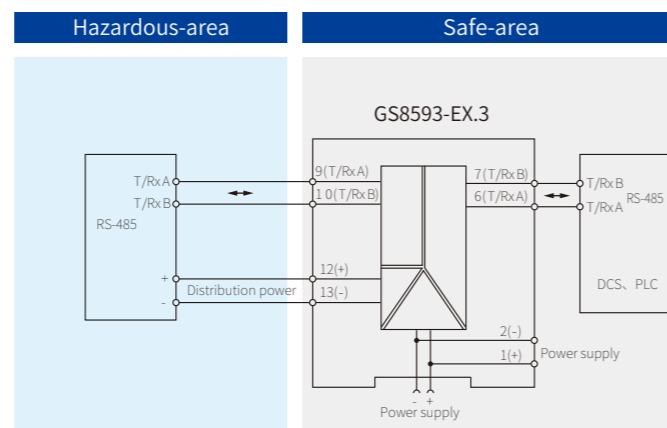 Hazardous-area
Safe-area
GS8593-EX.3
T/RxA
T/RxB
RS-485
+
-
Distribution power
9(T/RxA)
10(T/RxB)
12(+)
13(-)
7(T/RxB)
6(T/RxA)
2(-)
1(+)
Power supply
- +
Power supply
T/RxB
T/RxA
RS-485
DCS、PLC